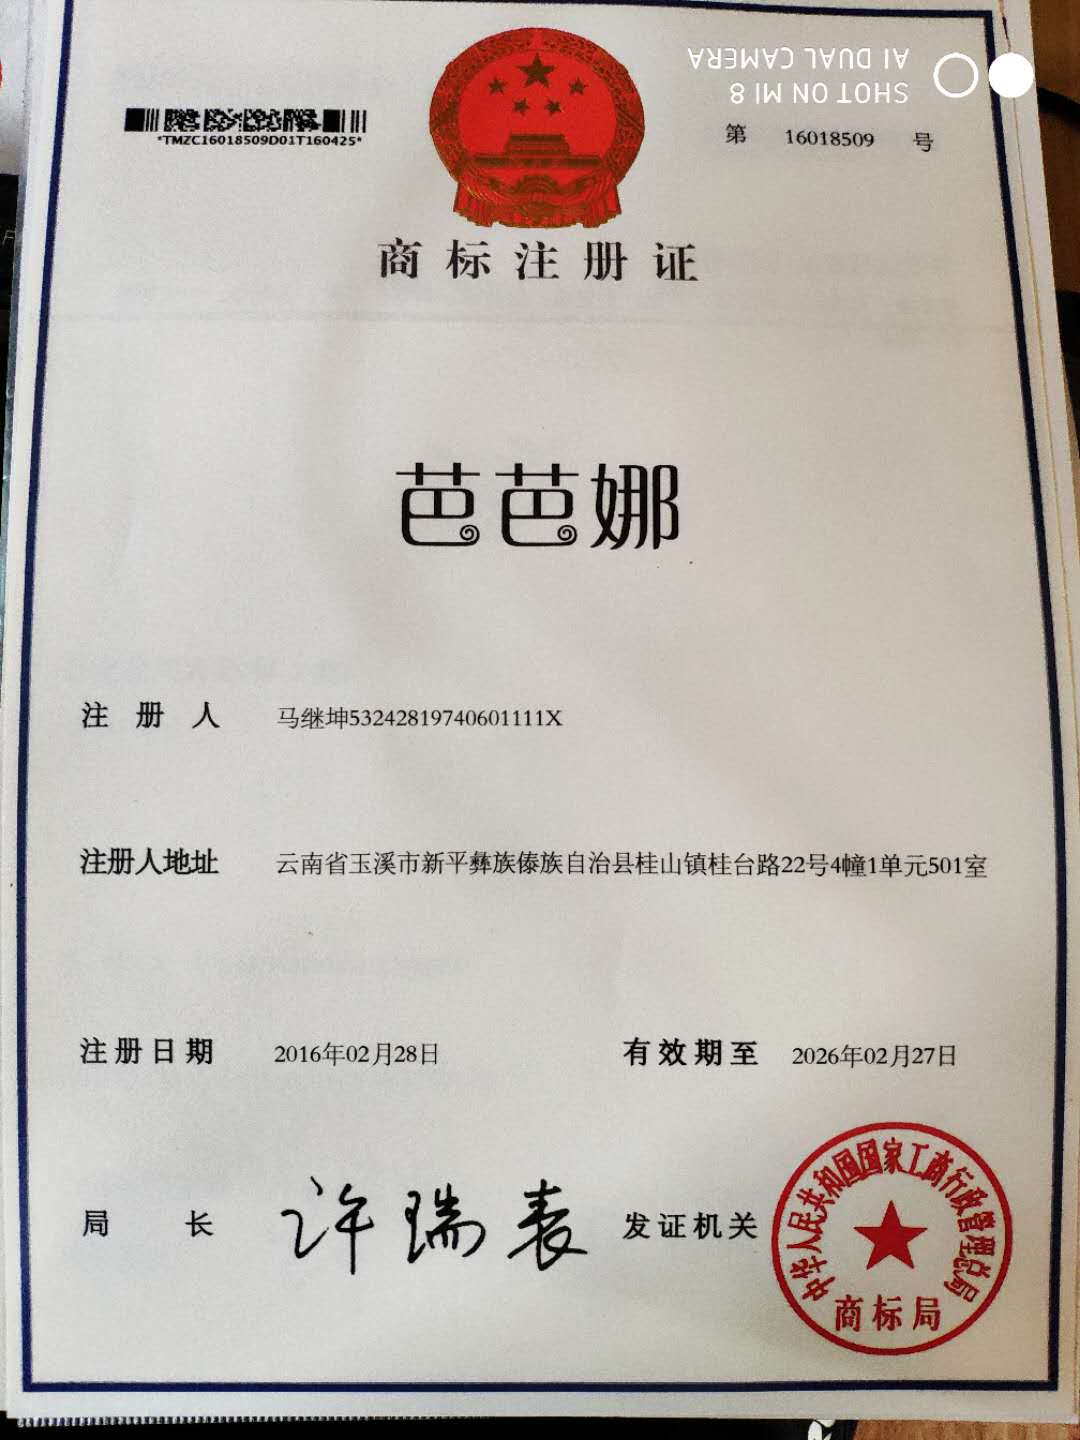 SHOT ON MI 8
AI DUAL CAMERA
*TMZC16018509D01T160425*
第 16018509 号
商标注册证
芭芭娜
注册人 马继坤53242819740601111X
注册人地址 云南省玉溪市新平彝族傣族自治县桂山镇桂台路22号4幢1单元501室
注册日期 2016年02月28日 有效期至 2026年02月27日
局长 许瑞表 发证机关
中华人民共和国国家工商行政管理总局
商标局